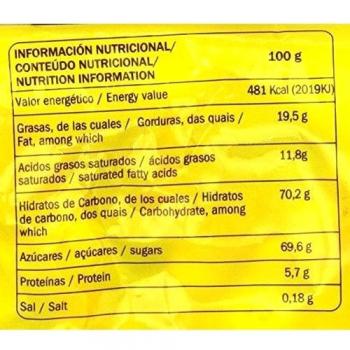 INFORMACIÓN NUTRICIONAL/
CONTEÚDO NUTRICIONAL/
NUTRITION INFORMATION
100 g
Valor energético / Energy value
481 Kcal (2019KJ)
Grasas, de las cuales / Gorduras, das quais /
Fat, among which
19,5 g
Acidos grasos saturados / ácidos grasos
saturados / saturated fatty acids
11,8g
Hidratos de Carbono, de los cuales / Hidratos
de carbono, dos quais / Carbohydrate, among
which
70,2 g
Azúcares / açúcares / sugars
69,6 g
Proteínas / Protein
5,7 g
Sal / Salt
0,18 g